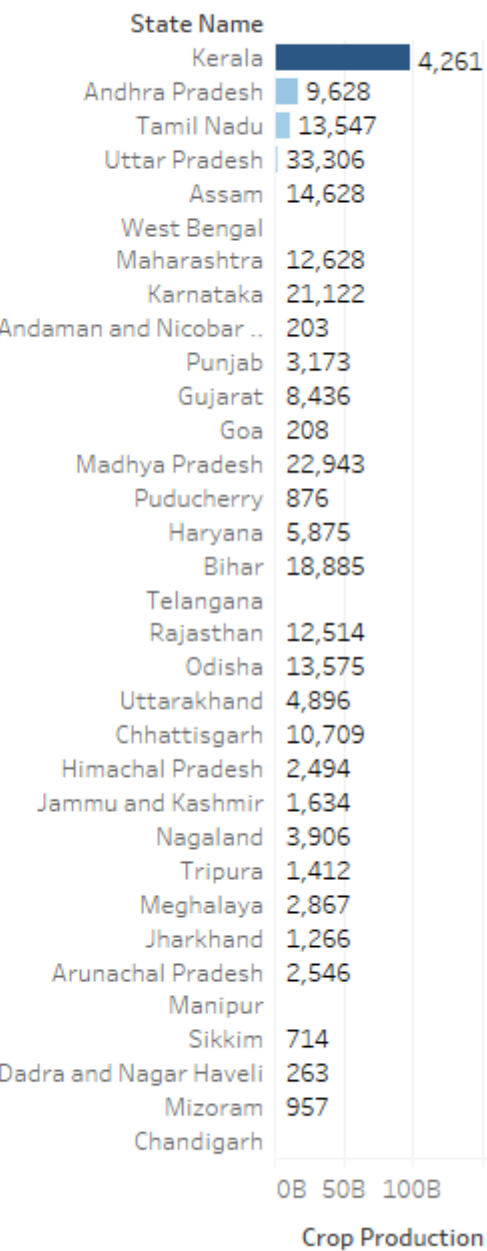 State Name
Kerala 4,261
Andhra Pradesh 9,628
Tamil Nadu 13,547
Uttar Pradesh 33,306
Assam 14,628
West Bengal
Maharashtra 12,628
Karnataka 21,122
Andaman and Nicobar .. 203
Punjab 3,173
Gujarat 8,436
Goa 208
Madhya Pradesh 22,943
Puducherry 876
Haryana 5,875
Bihar 18,885
Telangana
Rajasthan 12,514
Odisha 13,575
Uttarakhand 4,896
Chhattisgarh 10,709
Himachal Pradesh 2,494
Jammu and Kashmir 1,634
Nagaland 3,906
Tripura 1,412
Meghalaya 2,867
Jharkhand 1,266
Arunachal Pradesh 2,546
Manipur
Sikkim 714
Dadra and Nagar Haveli 263
Mizoram 957
Chandigarh
0B 50B 100B
Crop Production